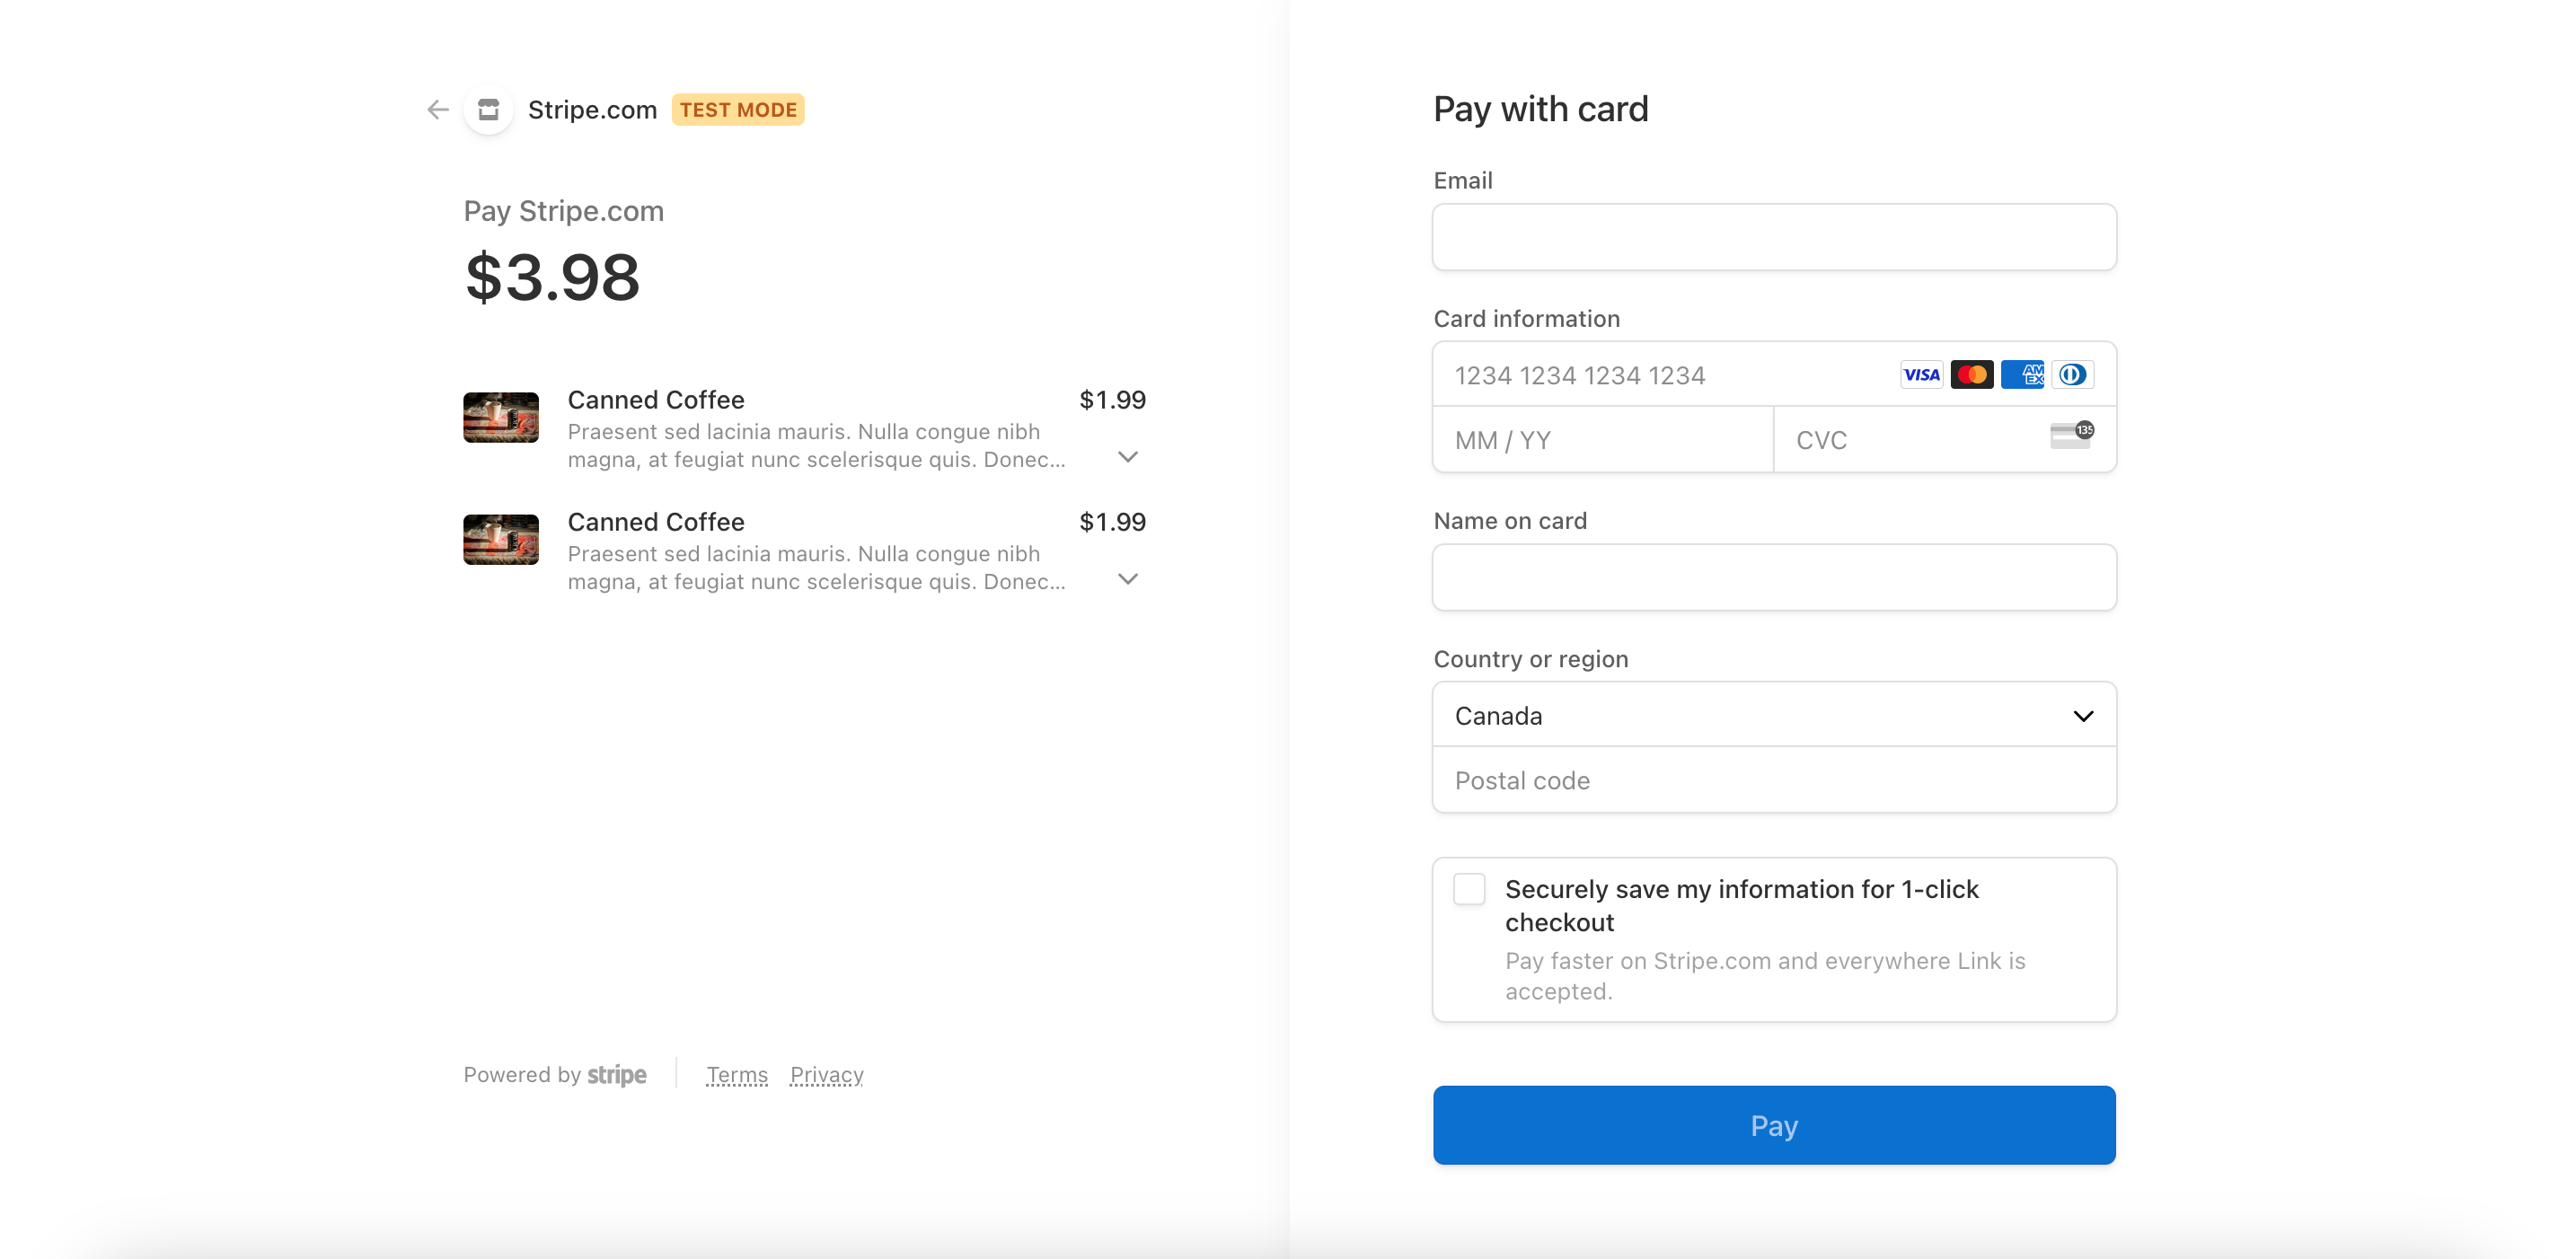 Stripe.com TEST MODE
Pay Stripe.com
$3.98
Canned Coffee $1.99
Praesent sed lacinia mauris. Nulla congue nibh
magna, at feugiat nunc scelerisque quis. Donec...
Canned Coffee $1.99
Praesent sed lacinia mauris. Nulla congue nibh
magna, at feugiat nunc scelerisque quis. Donec...
Powered by stripe Terms Privacy
Pay with card
Email
Card information
1234 1234 1234 1234 VISA AM
EX
MM / YY CVC 135
Name on card
Country or region
Canada
Postal code
Securely save my information for 1-click
checkout
Pay faster on Stripe.com and everywhere Link is
accepted.
Pay